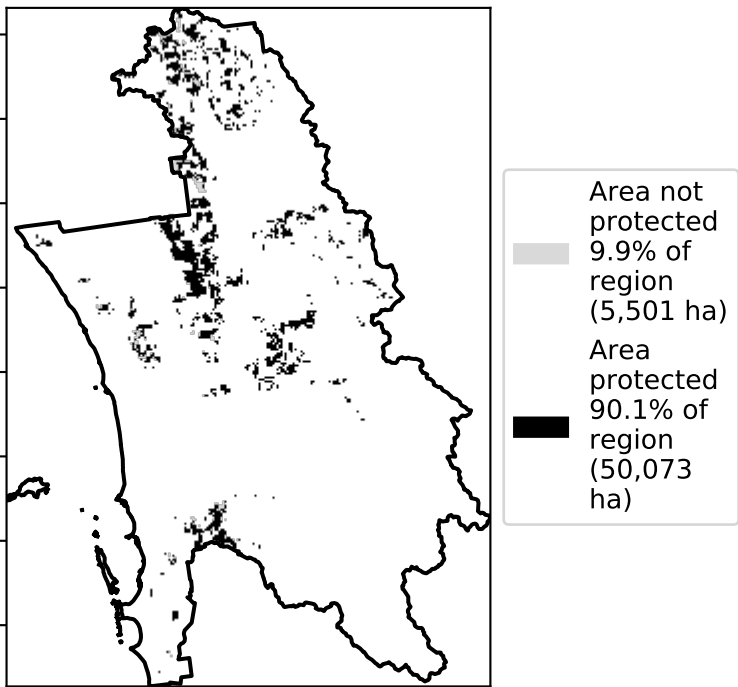 Area not
protected
9.9% of
region
(5,501 ha)
Area
protected
90.1% of
region
(50,073
ha)